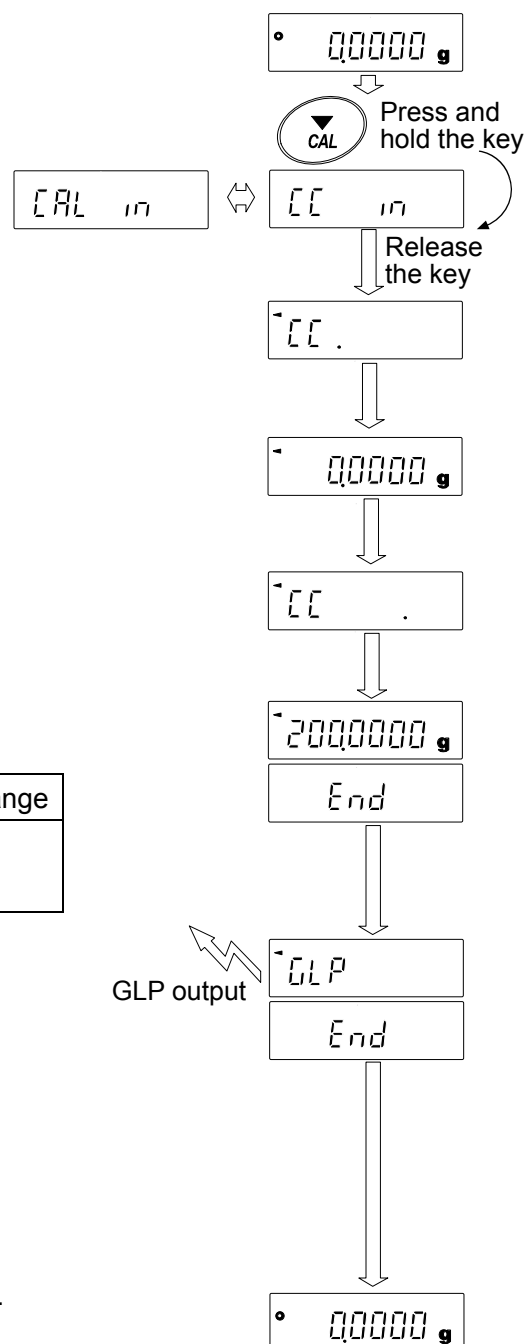 0.0000 g
CAL
Press and
hold the key
CAL in
CC in
Release
the key
CC .
0.0000 g
CC .
200.0000 g
End
ange
GLP output
GLP
End
.
0.0000 g